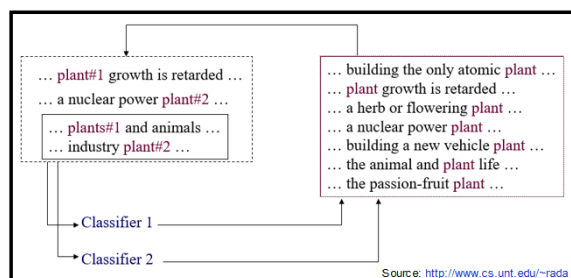 … plant#1 growth is retarded …
… a nuclear power plant#2 …
… plants#1 and animals …
… industry plant#2 …
… building the only atomic plant …
… plant growth is retarded …
… a herb or flowering plant …
… a nuclear power plant …
… building a new vehicle plant …
… the animal and plant life …
… the passion-fruit plant …
Classifier 1
Classifier 2
Source: http://www.cs.unt.edu/~rada